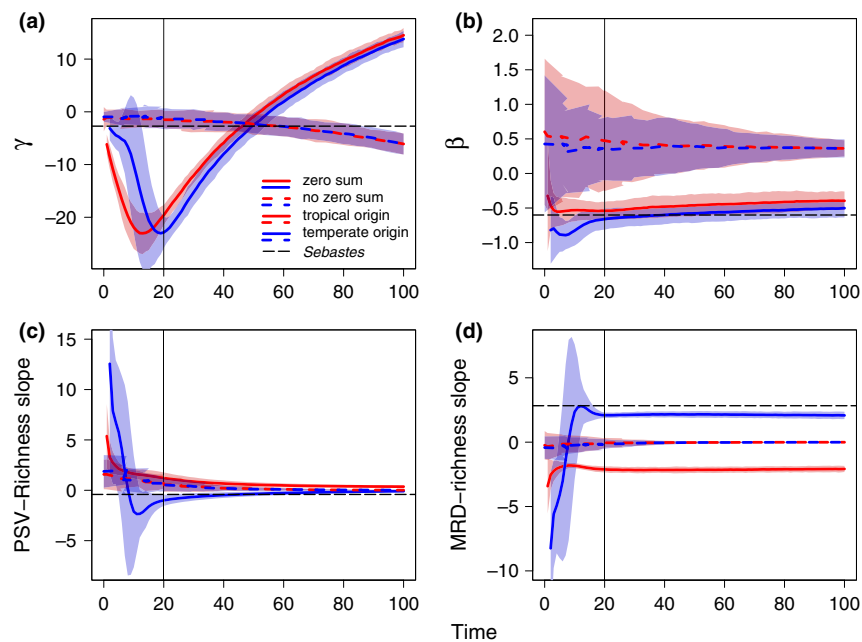 (a)
10
0
−10
−20
γ
zero sum
no zero sum
tropical origin
temperate origin
Sebastes
0 20 40 60 80 100
(b)
2.0
1.5
1.0
0.5
0.0
−0.5
−1.0
β
0 20 40 60 80 100
(c)
15
10
5
0
−5
PSV−Richness slope
0 20 40 60 80 100
(d)
5
0
−5
−10
MRD−richness slope
0 20 40 60 80 100
Time